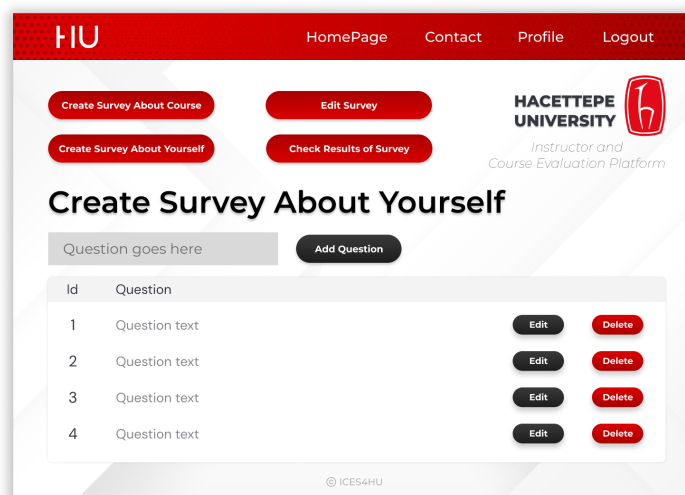 HU
HomePage Contact Profile Logout
Create Survey About Course Edit Survey
HACETTEPE
UNIVERSITY
Create Survey About Yourself Check Results of Survey
Instructor and
Course Evaluation Platform
Create Survey About Yourself
Question goes here Add Question
Id Question
1 Question text Edit Delete
2 Question text Edit Delete
3 Question text Edit Delete
4 Question text Edit Delete
© ICES4HU